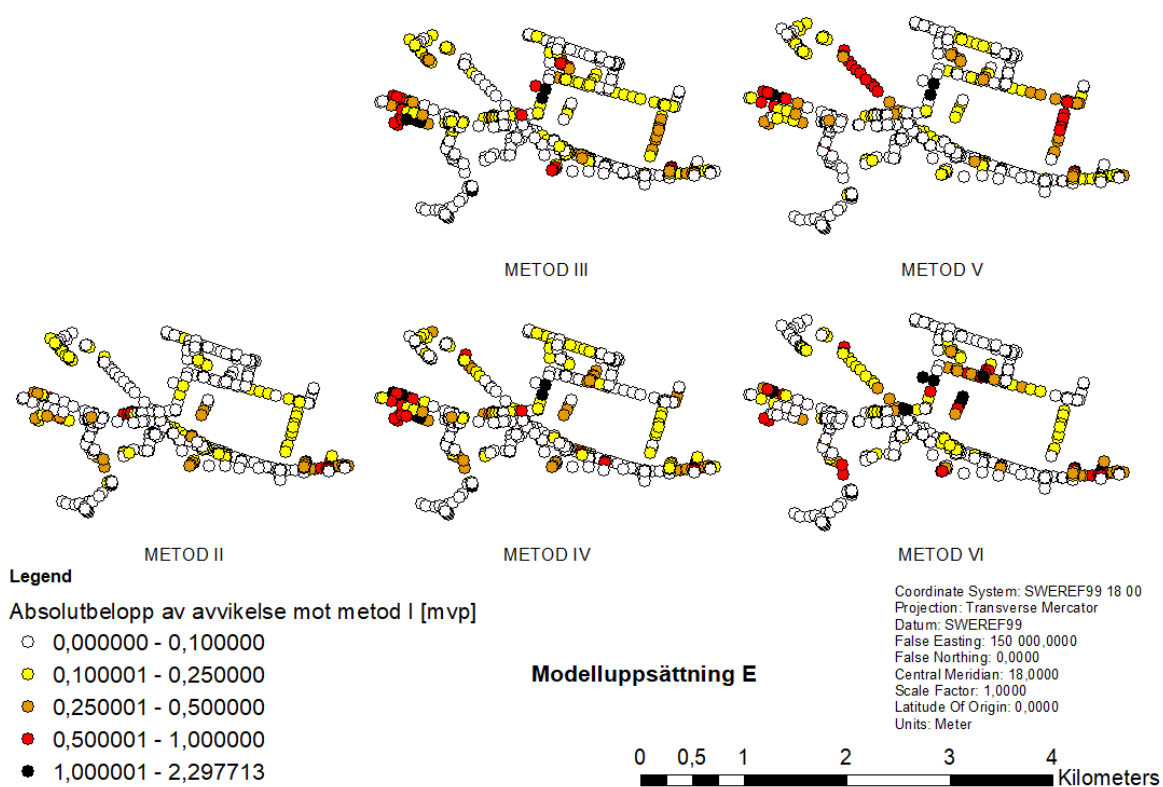 METOD III
METOD V
METOD II
METOD IV
METOD VI
Legend
Absolutbelopp av avvikelse mot metod I [mvp]
0,000000 - 0,100000
0,100001 - 0,250000
0,250001 - 0,500000
0,500001 - 1,000000
1,000001 - 2,297713
Modelluppsättning E
Coordinate System: SWEREF99 18 00
Projection: Transverse Mercator
Datum: SWEREF99
False Easting: 150 000,0000
False Northing: 0,0000
Central Meridian: 18,0000
Scale Factor: 1,0000
Latitude Of Origin: 0,0000
Units: Meter
0 0,5 1 2 3 4
Kilometers